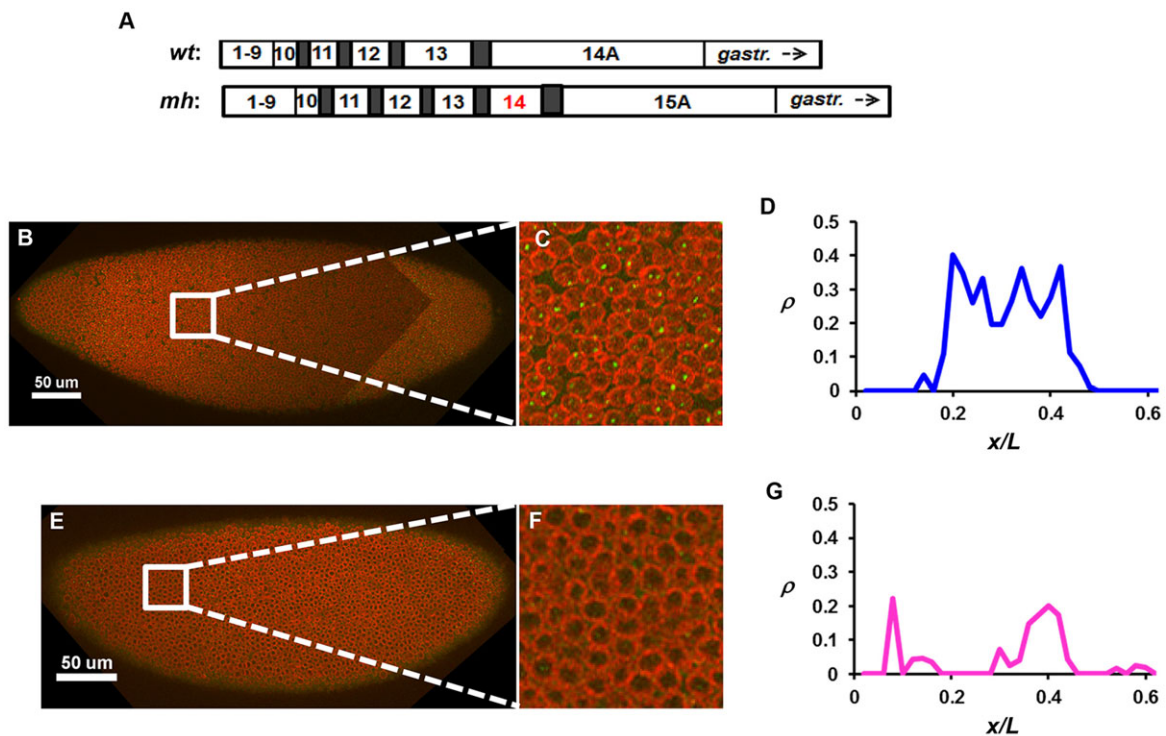 A
wt: 1-9 10 11 12 13 14A gastr. ->
mh: 1-9 10 11 12 13 14 15A gastr. ->
B
50 um
C
D
0.5
0.4
0.3
ρ
0.2
0.1
0
0 0.2 0.4 0.6
x/L
E
50 um
F
G
0.5
0.4
0.3
ρ
0.2
0.1
0
0 0.2 0.4 0.6
x/L